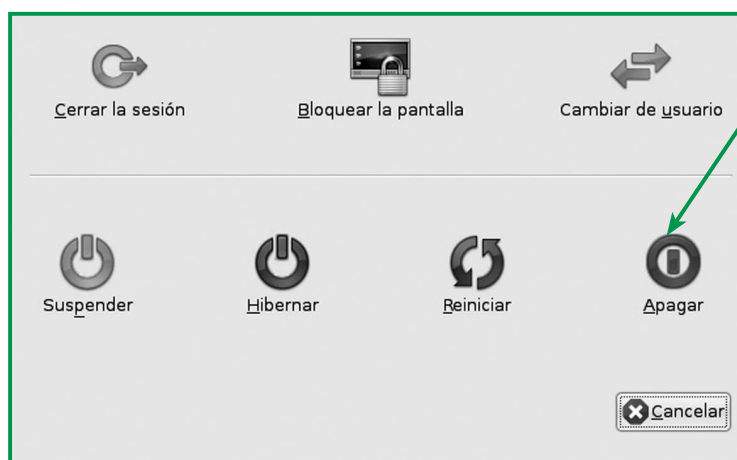 Cerrar la sesión
Bloquear la pantalla
Cambiar de usuario
Suspender
Hibernar
Reiniciar
Apagar
Cancelar